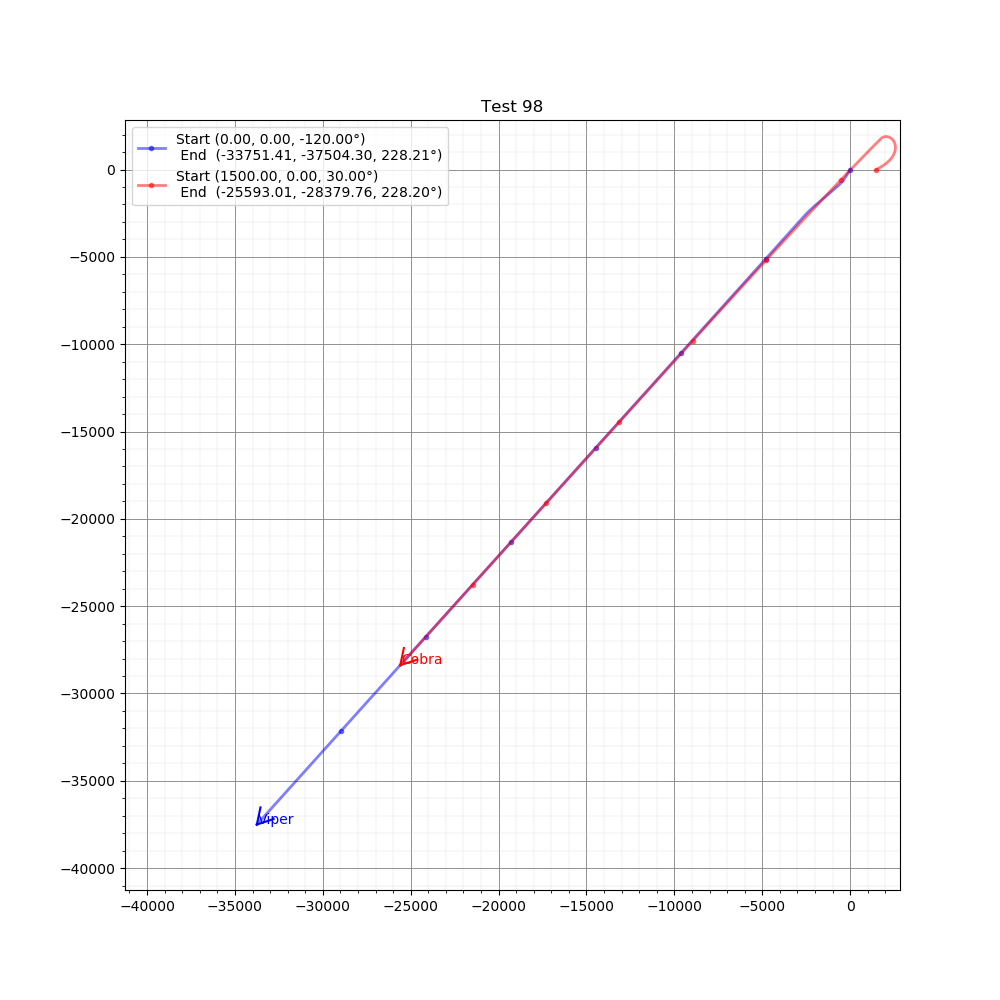 Test 98
Start (0.00, 0.00, -120.00°)
End (-33751.41, -37504.30, 228.21°)
Start (1500.00, 0.00, 30.00°)
End (-25593.01, -28379.76, 228.20°)
0
−5000
−10000
−15000
−20000
−25000
−30000
−35000
−40000
Cobra
Viper
−40000 −35000 −30000 −25000 −20000 −15000 −10000 −5000 0